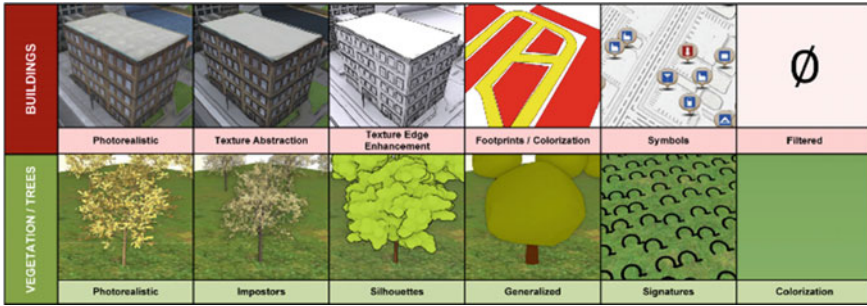 BUILDINGS
Photorealistic
Texture Abstraction
Texture Edge
Enhancement
Footprints / Colorization
Symbols
Ø
Filtered
VEGETATION / TREES
Photorealistic
Impostors
Silhouettes
Generalized
Signatures
Colorization